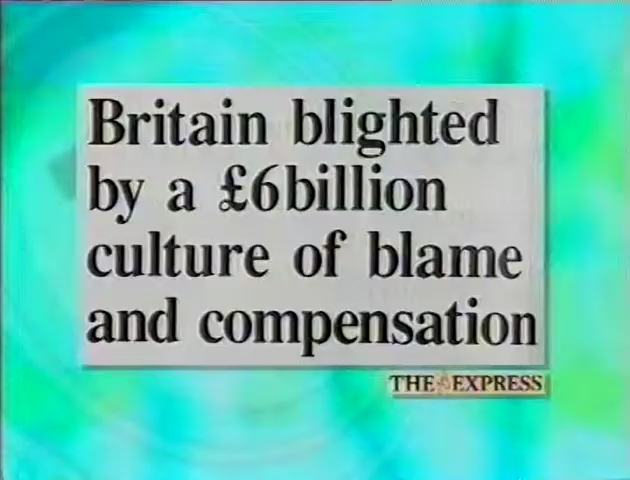 Britain blighted
by a £6billion
culture of blame
and compensation
THE EXPRESS